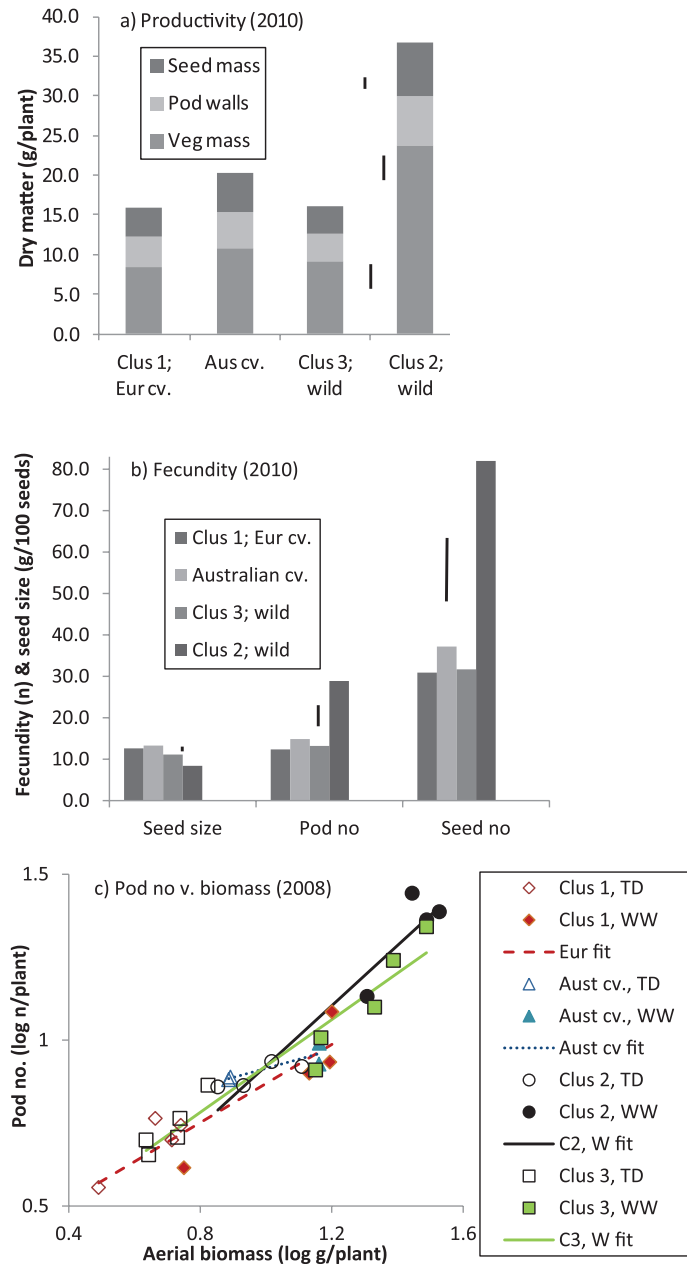 a) Productivity (2010)
Dry matter (g/plant)
40.0
35.0
30.0
25.0
20.0
15.0
10.0
5.0
0.0
Seed mass
Pod walls
Veg mass
Clus 1; Eur cv.
Aus cv.
Clus 3; wild
Clus 2; wild
b) Fecundity (2010)
Fecundity (n) & seed size (g/100 seeds)
80.0
70.0
60.0
50.0
40.0
30.0
20.0
10.0
0.0
Clus 1; Eur cv.
Australian cv.
Clus 3; wild
Clus 2; wild
Seed size
Pod no
Seed no
c) Pod no v. biomass (2008)
Pod no. (log n/plant)
1.5
1
0.5
0.4
0.8
1.2
1.6
Aerial biomass (log g/plant)
Clus 1, TD
Clus 1, WW
Eur fit
Aust cv., TD
Aust cv., WW
Aust cv fit
Clus 2, TD
Clus 2, WW
C2, W fit
Clus 3, TD
Clus 3, WW
C3, W fit